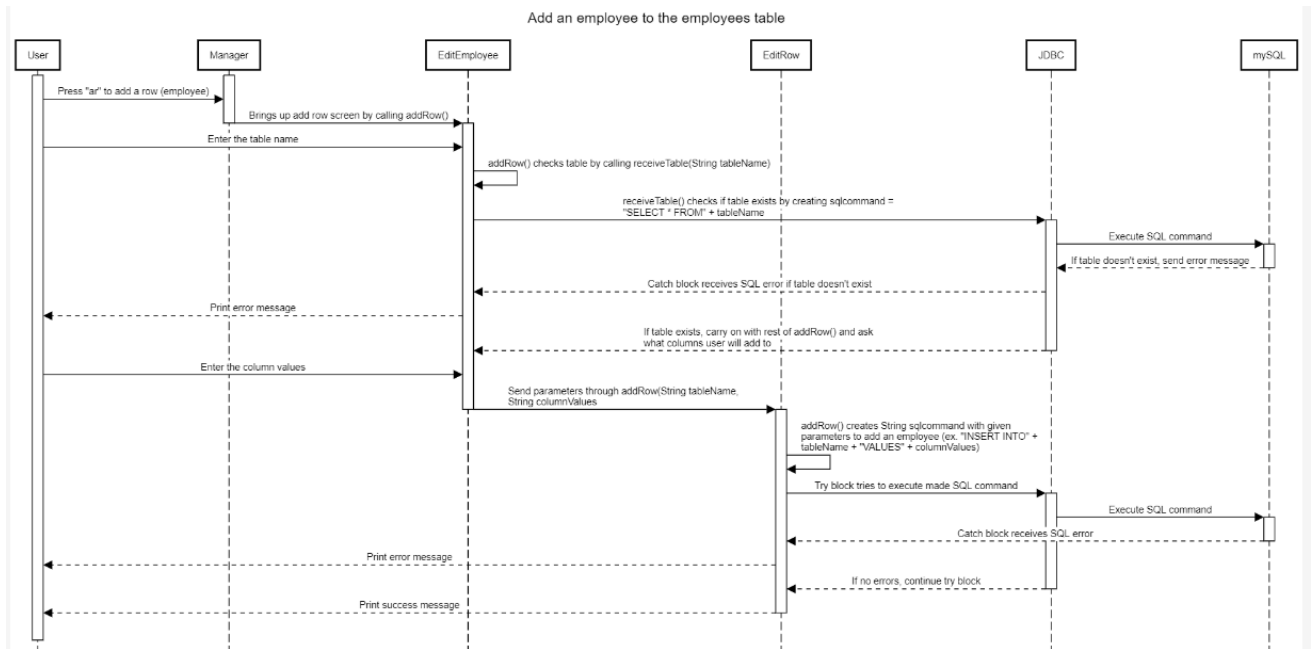 Add an employee to the employees table
User
Manager
EditEmployee
EditRow
JDBC
mySQL
Press "ar" to add a row (employee)
Brings up add row screen by calling addRow()
Enter the table name
addRow() checks table by calling receiveTable(String tableName)
receiveTable() checks if table exists by creating sqlcommand =
"SELECT * FROM" + tableName
Execute SQL command
If table doesn't exist, send error message
Catch block receives SQL error if table doesn't exist
Print error message
If table exists, carry on with rest of addRow() and ask
what columns user will add to
Enter the column values
Send parameters through addRow(String tableName,
String columnValues
addRow() creates String sqlcommand with given
parameters to add an employee (ex. "INSERT INTO" +
tableName + "VALUES" + columnValues)
Try block tries to execute made SQL command
Execute SQL command
Catch block receives SQL error
Print error message
If no errors, continue try block
Print success message